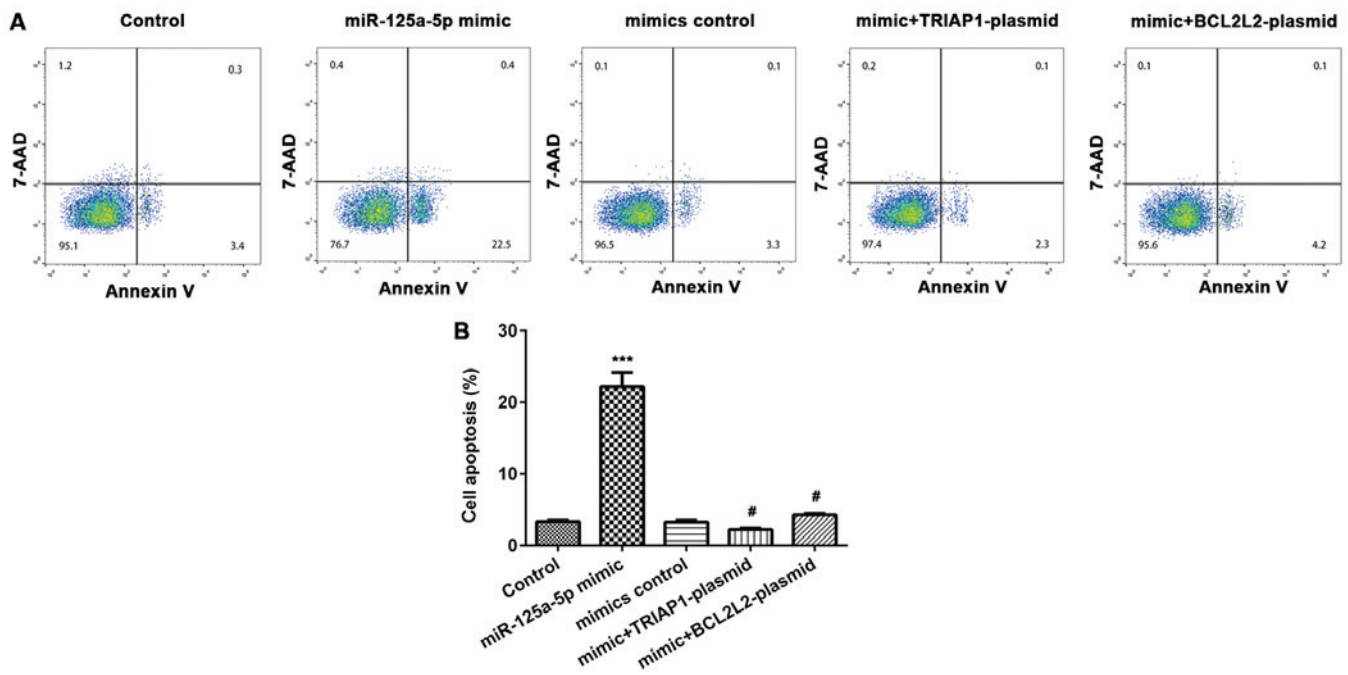 A
Control
miR-125a-5p mimic
mimics control
mimic+TRIAP1-plasmid
mimic+BCL2L2-plasmid
1.2 0.3
0.4 0.4
0.1 0.1
0.2 0.1
0.1 0.1
7-AAD
7-AAD
7-AAD
7-AAD
7-AAD
95.1 3.4
76.7 22.5
96.5 3.3
97.4 2.3
95.6 4.2
Annexin V
Annexin V
Annexin V
Annexin V
Annexin V
B
Cell apoptosis (%)
30
20
10
0
***
#
#
Control
miR-125a-5p mimic
mimics control
mimic+TRIAP1-plasmid
mimic+BCL2L2-plasmid